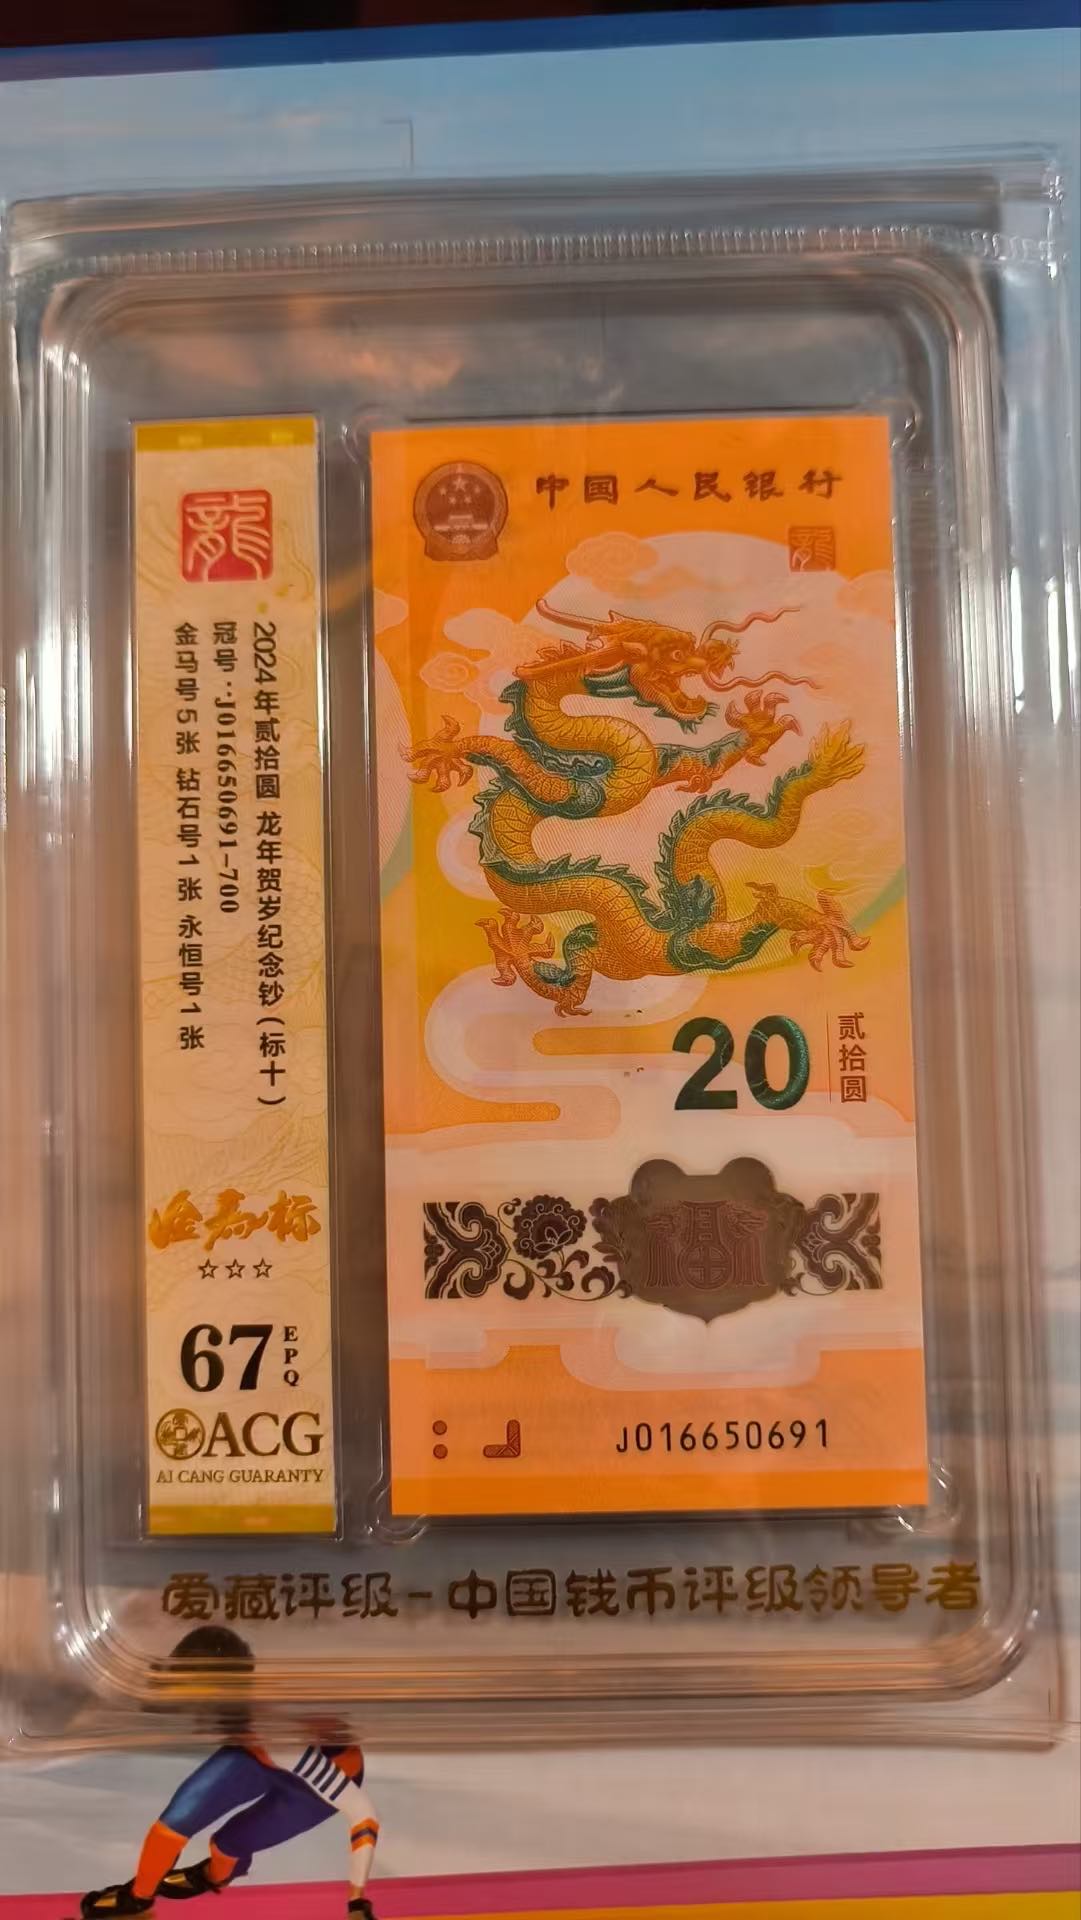 龍
2024年贰拾圆 龙年贺岁纪念钞(标十)
冠号:J016650691-700
金马号5张 钻石号1张 永恒号1张
☆☆☆
67 EPQ
ACG
AI CANG GUARANTY
中国人民银行
龍
20 贰拾圆
福
J016650691
爱藏评级-中国钱币评级领导者